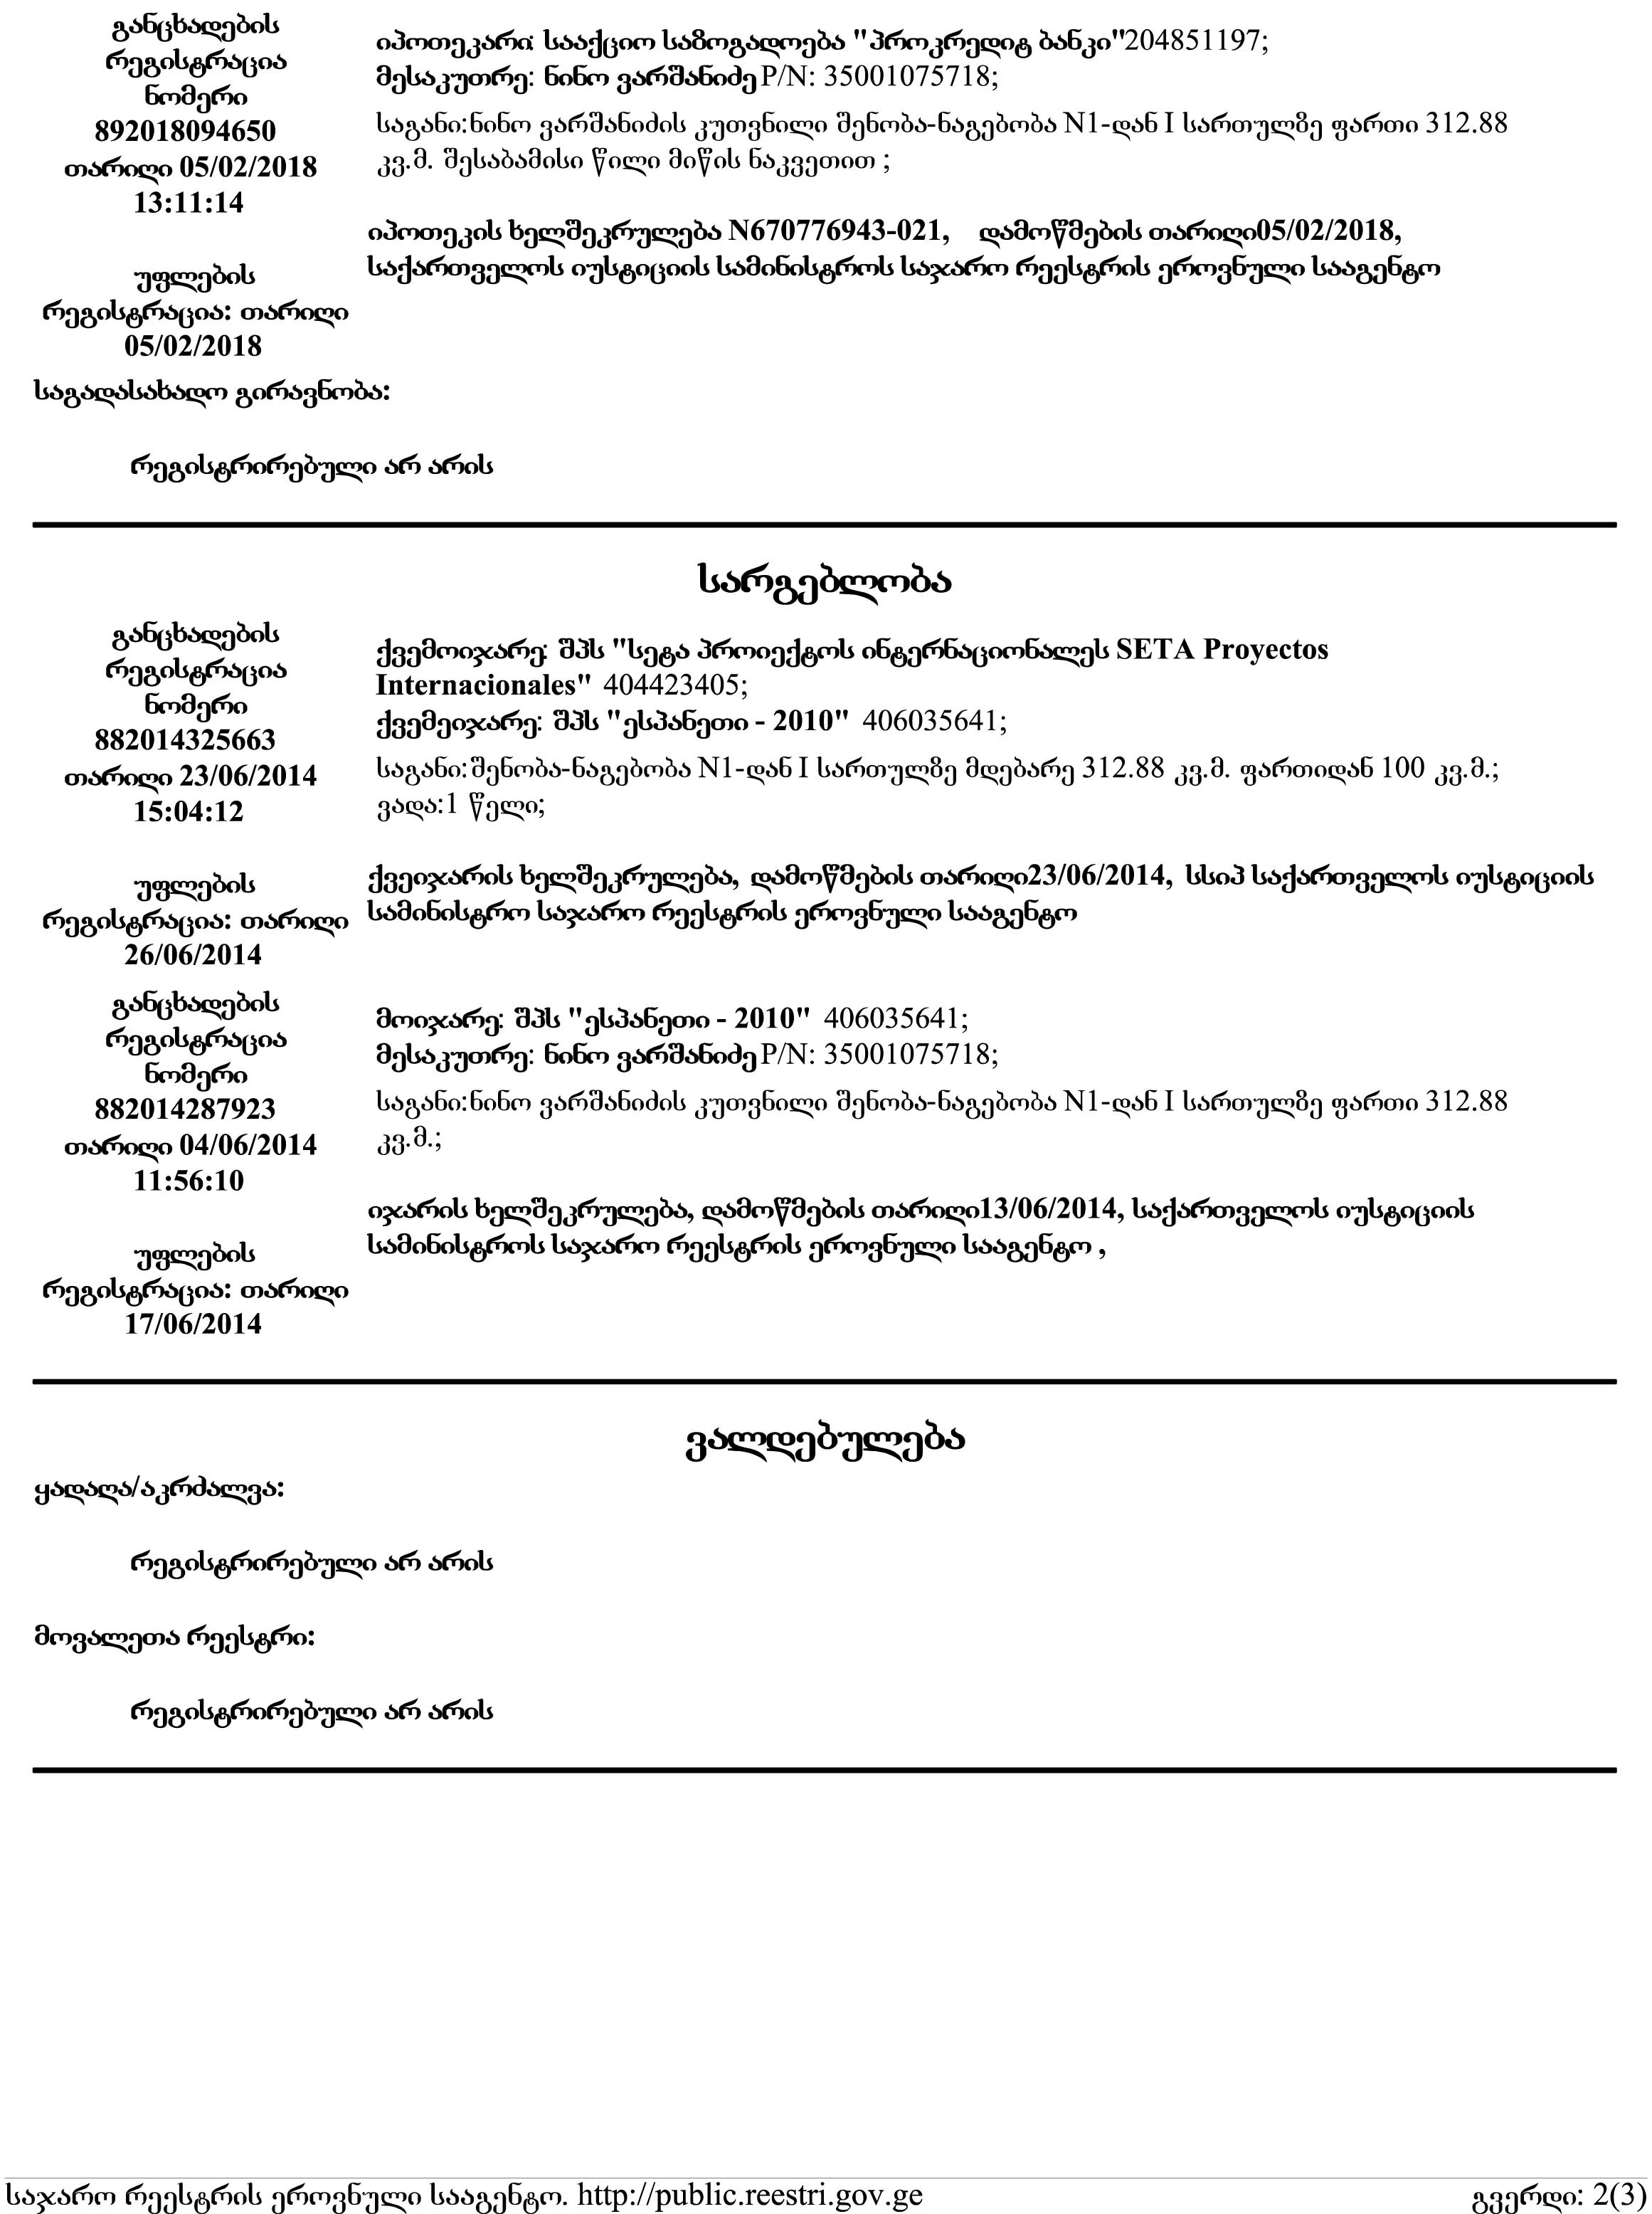 განცხადების
რეგისტრაცია
ნომერი
892018094650
თარიღი 05/02/2018
13:11:14
უფლების
რეგისტრაცია: თარიღი
05/02/2018
იპოთეკარი: სააქციო საზოგადოება "პროკრედიტ ბანკი"204851197;
მესაკუთრე: ნინო ვარშანიძე P/N: 35001075718;
საგანი:ნინო ვარშანიძის კუთვნილი შენობა-ნაგებობა N1-დან I სართულზე ფართი 312.88
კვ.მ. შესაბამისი წილი მიწის ნაკვეთით ;
იპოთეკის ხელშეკრულება N670776943-021, დამოწმების თარიღი05/02/2018,
საქართველოს იუსტიციის სამინისტროს საჯარო რეესტრის ეროვნული სააგენტო
საგადასახადო გირავნობა:
რეგისტრირებული არ არის
სარგებლობა
განცხადების
რეგისტრაცია
ნომერი
882014325663
თარიღი 23/06/2014
15:04:12
უფლების
რეგისტრაცია: თარიღი
26/06/2014
ქვემოიჯარე: შპს "სეტა პროიექტოს ინტერნაციონალეს SETA Proyectos
Internacionales" 404423405;
ქვემეიჯარე: შპს "ესპანეთი - 2010" 406035641;
საგანი:შენობა-ნაგებობა N1-დან I სართულზე მდებარე 312.88 კვ.მ. ფართიდან 100 კვ.მ.;
ვადა:1 წელი;
ქვეიჯარის ხელშეკრულება, დამოწმების თარიღი23/06/2014, სსიპ საქართველოს იუსტიციის
სამინისტრო საჯარო რეესტრის ეროვნული სააგენტო
განცხადების
რეგისტრაცია
ნომერი
882014287923
თარიღი 04/06/2014
11:56:10
უფლების
რეგისტრაცია: თარიღი
17/06/2014
მოიჯარე: შპს "ესპანეთი - 2010" 406035641;
მესაკუთრე: ნინო ვარშანიძე P/N: 35001075718;
საგანი:ნინო ვარშანიძის კუთვნილი შენობა-ნაგებობა N1-დან I სართულზე ფართი 312.88
კვ.მ.;
იჯარის ხელშეკრულება, დამოწმების თარიღი13/06/2014, საქართველოს იუსტიციის
სამინისტროს საჯარო რეესტრის ეროვნული სააგენტო ,
ვალდებულება
ყადაღა/აკრძალვა:
რეგისტრირებული არ არის
მოვალეთა რეესტრი:
რეგისტრირებული არ არის
საჯარო რეესტრის ეროვნული სააგენტო. http://public.reestri.gov.ge
გვერდი: 2(3)